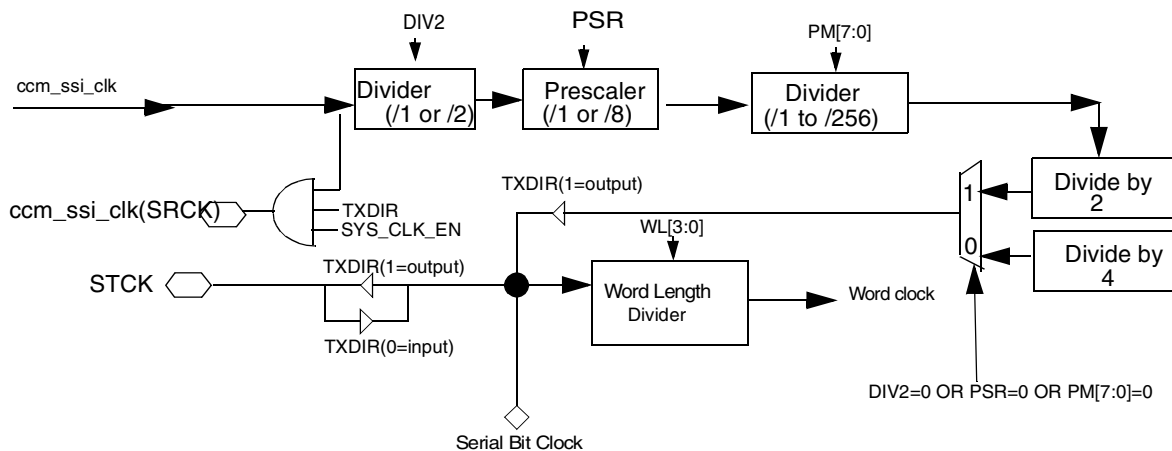 DIV2
PSR
PM[7:0]
ccm_ssi_clk
Divider
(/1 or /2)
Prescaler
(/1 or /8)
Divider
(/1 to /256)
ccm_ssi_clk(SRCK)
TXDIR
SYS_CLK_EN
TXDIR(1=output)
1
0
Divide by
2
Divide by
4
WL[3:0]
STCK
TXDIR(1=output)
TXDIR(0=input)
Word Length
Divider
Word clock
DIV2=0 OR PSR=0 OR PM[7:0]=0
Serial Bit Clock